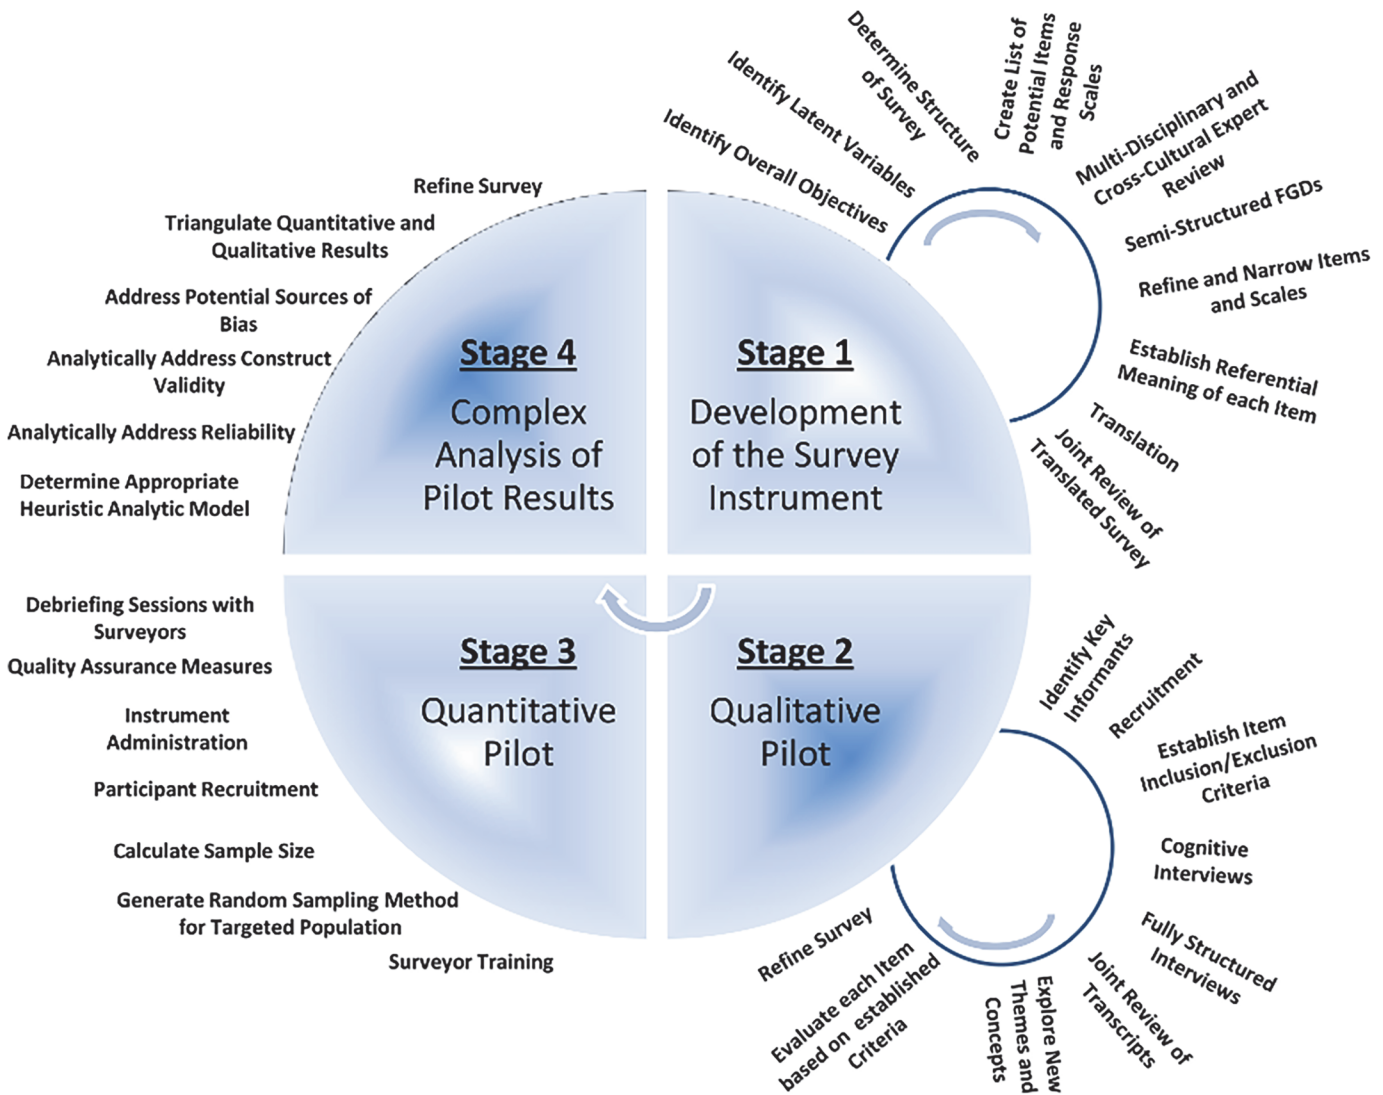 Stage 1
Development
of the Survey
Instrument
Identify Overall Objectives
Identify Latent Variables
Determine Structure
of Survey
Create List of
Potential Items
and Response
Scales
Multi-Disciplinary and
Cross-Cultural Expert
Review
Semi-Structured FGDs
Refine and Narrow Items
and Scales
Establish Referential
Meaning of each Item
Translation
Joint Review of
Translated Survey
Stage 2
Qualitative
Pilot
Identify Key
Informants
Recruitment
Establish Item
Inclusion/Exclusion
Criteria
Cognitive
Interviews
Fully Structured
Interviews
Joint Review of
Transcripts
Explore New
Themes and
Concepts
Evaluate each Item
based on established
Criteria
Refine Survey
Stage 3
Quantitative
Pilot
Surveyor Training
Generate Random Sampling Method
for Targeted Population
Calculate Sample Size
Participant Recruitment
Instrument
Administration
Quality Assurance Measures
Debriefing Sessions with
Surveyors
Stage 4
Complex
Analysis of
Pilot Results
Determine Appropriate
Heuristic Analytic Model
Analytically Address Reliability
Analytically Address Construct
Validity
Address Potential Sources of
Bias
Triangulate Quantitative and
Qualitative Results
Refine Survey